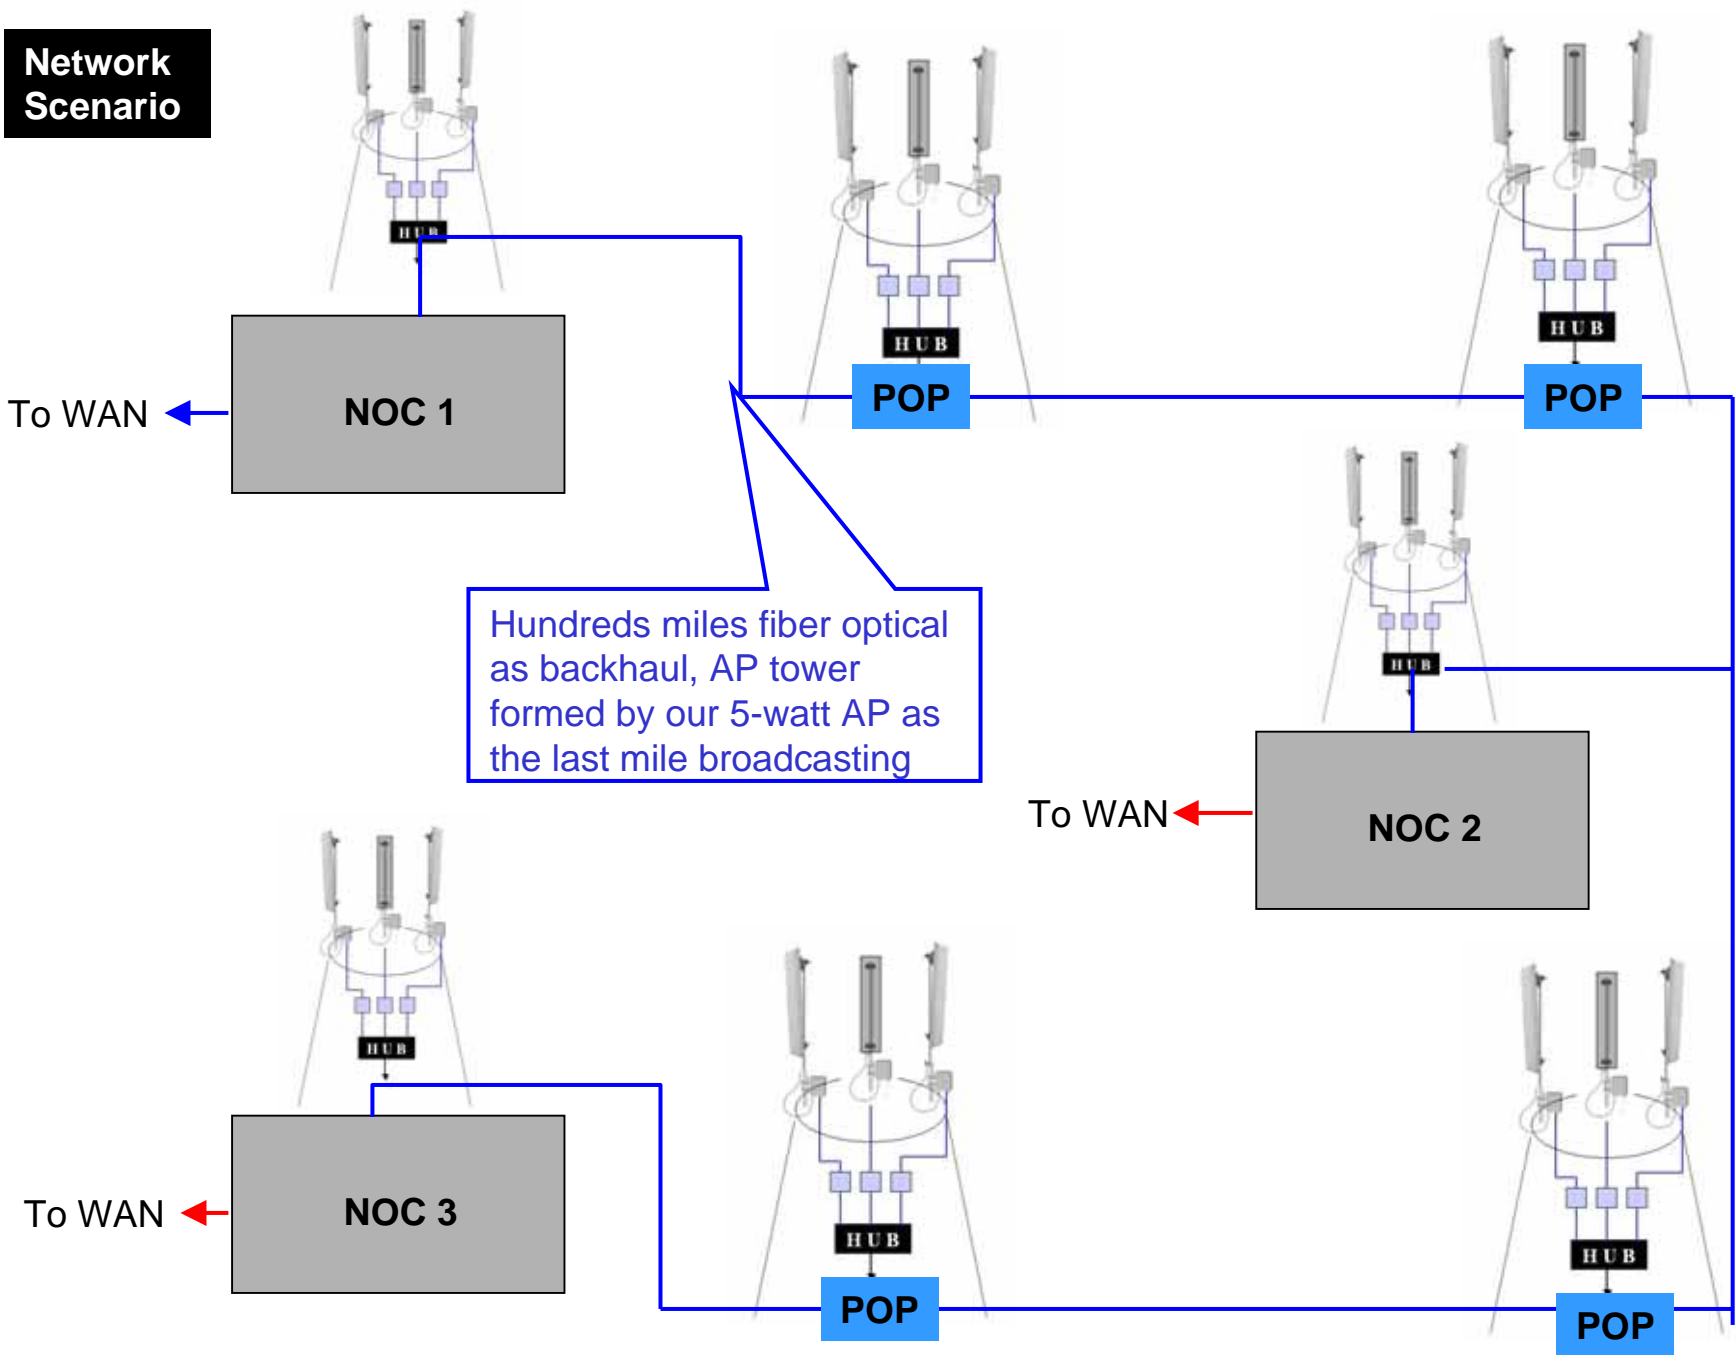 Network
Scenario
HUB
HUB
HUB
POP
POP
To WAN
NOC 1
Hundreds miles fiber optical
as backhaul, AP tower
formed by our 5-watt AP as
the last mile broadcasting
HUB
To WAN
NOC 2
HUB
To WAN
NOC 3
HUB
HUB
POP
POP